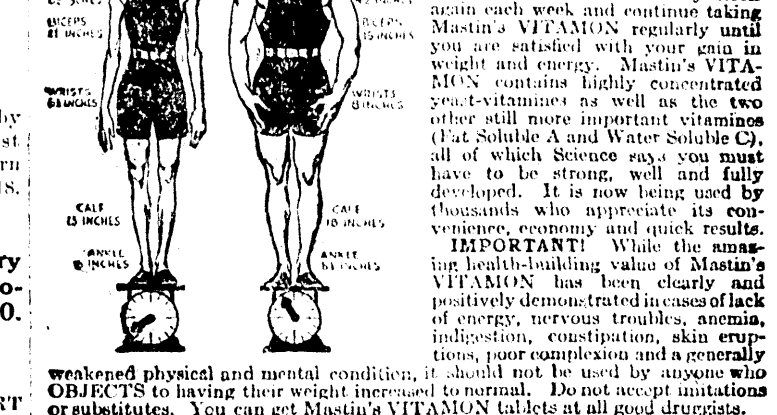 BICEPS
BICEPS
15 INCHES
WRISTS
INCHES
WRISTS
INCHES
CALF
INCHES
CALF
INCHES
ANKLE
INCHES
ANKLE
INCHES
again each week and continue taking
Mastin's VITAMON regularly until
you are satisfied with your gain in
weight and energy. Mastin's VITA-
MON contains highly concentrated
yeast-vitamines as well as the two
other still more important vitamines
(Fat Soluble A and Water Soluble C),
all of which Science says you must
have to be strong, well and fully
developed. It is now being used by
thousands who appreciate its con-
venience, economy and quick results.
IMPORTANT! While the amaz-
ing health-building value of Mastin's
VITAMON has been clearly and
positively demonstrated in cases of lack
of energy, nervous troubles, anemia,
indigestion, constipation, skin erup-
tions, poor complexion and a generally
weakened physical and mental condition, it should not be used by anyone who
OBJECTS to having their weight increased to normal. Do not accept imitations
or substitutes. You can get Mastin's VITAMON tablets at all good druggists.